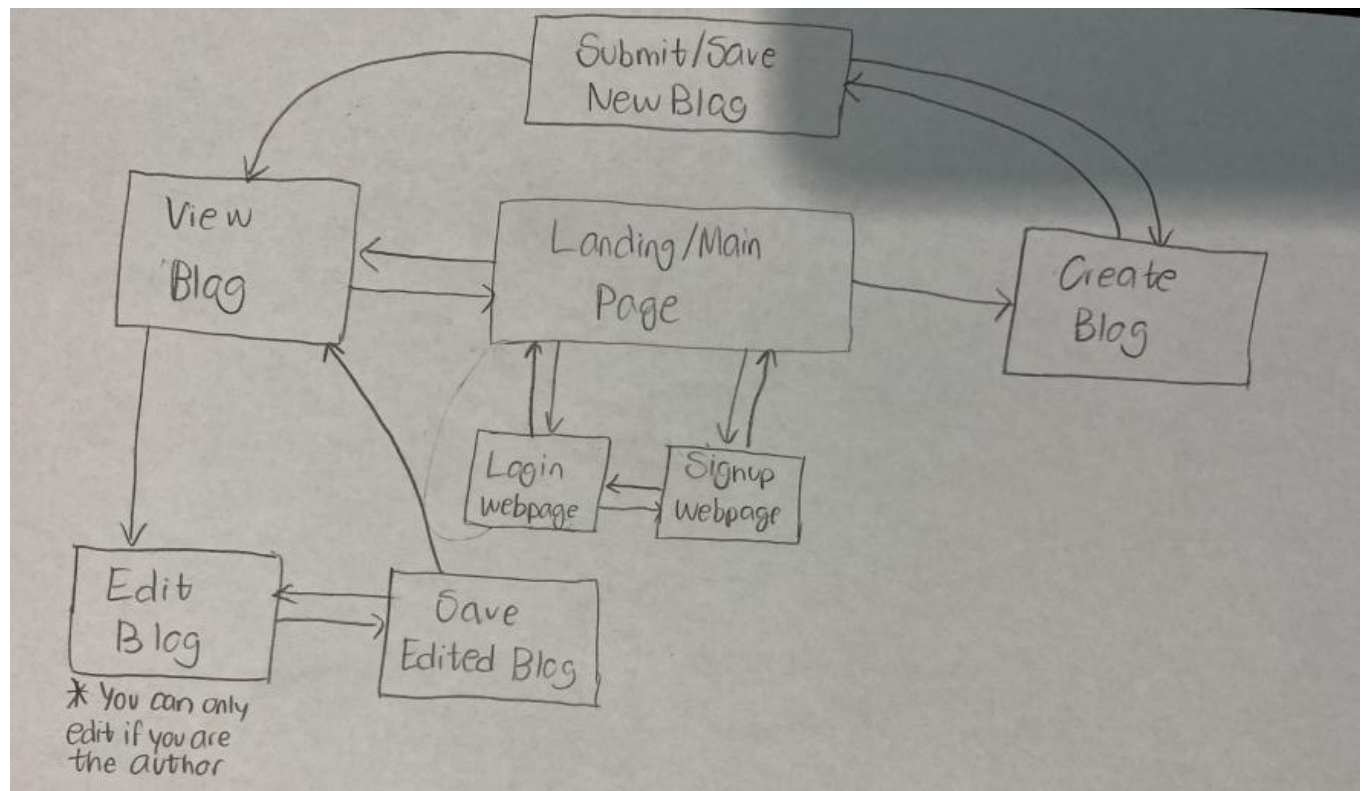 Submit/Save
New Blog
View
Blog
Landing/Main
Page
Create
Blog
Login
webpage
Signup
webpage
Edit
Blog
Save
Edited Blog
* You can only
edit if you are
the author